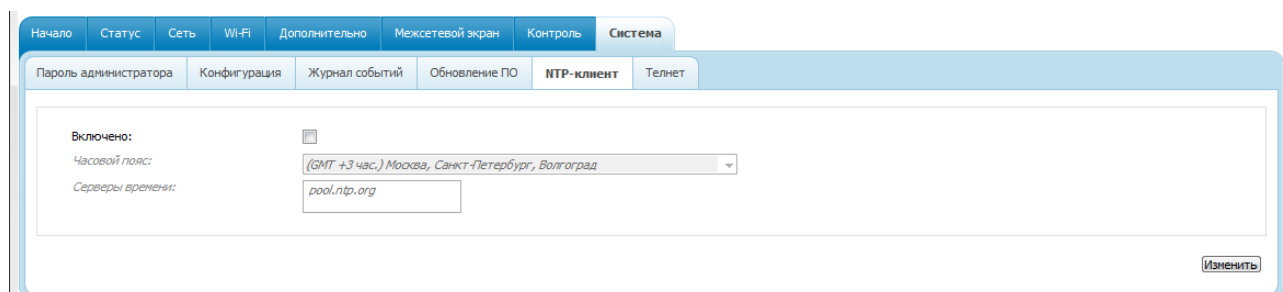 Начало Статус Сеть Wi-Fi Дополнительно Межсетевой экран Контроль Система
Пароль администратора Конфигурация Журнал событий Обновление ПО NTP-клиент Телнет
Включено:
Часовой пояс: (GMT +3 час.) Москва, Санкт-Петербург, Волгоград
Серверы времени: pool.ntp.org
Изменить